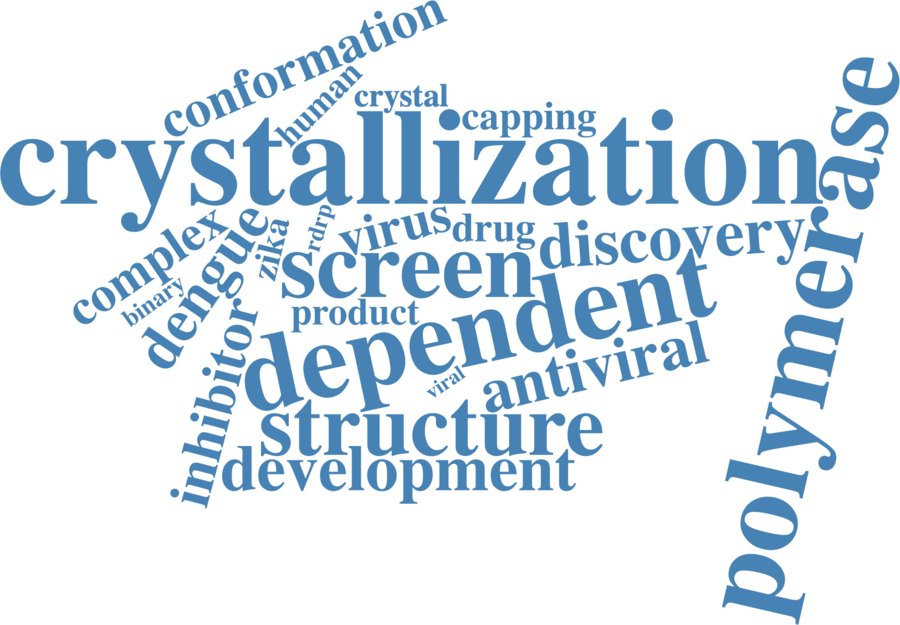 conformation
human
crystal
capping
crystallization
polymerase
complex
dengue
zika
rdrp
virus
drug
discovery
binary
screen
product
dependent
inhibitor
viral
antiviral
structure
development